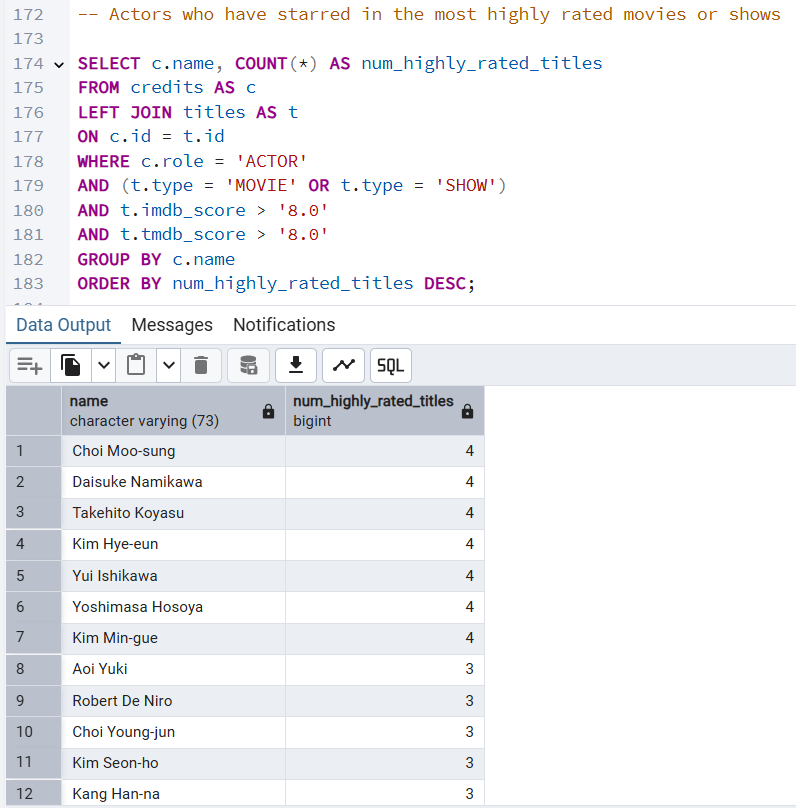 172 -- Actors who have starred in the most highly rated movies or shows
173
174 SELECT c.name, COUNT(*) AS num_highly_rated_titles
175 FROM credits AS c
176 LEFT JOIN titles AS t
177 ON c.id = t.id
178 WHERE c.role = 'ACTOR'
179 AND (t.type = 'MOVIE' OR t.type = 'SHOW')
180 AND t.imdb_score > '8.0'
181 AND t.tmdb_score > '8.0'
182 GROUP BY c.name
183 ORDER BY num_highly_rated_titles DESC;
Data Output Messages Notifications
SQL
name num_highly_rated_titles
character varying (73) bigint
1 Choi Moo-sung 4
2 Daisuke Namikawa 4
3 Takehito Koyasu 4
4 Kim Hye-eun 4
5 Yui Ishikawa 4
6 Yoshimasa Hosoya 4
7 Kim Min-gue 4
8 Aoi Yuki 3
9 Robert De Niro 3
10 Choi Young-jun 3
11 Kim Seon-ho 3
12 Kang Han-na 3